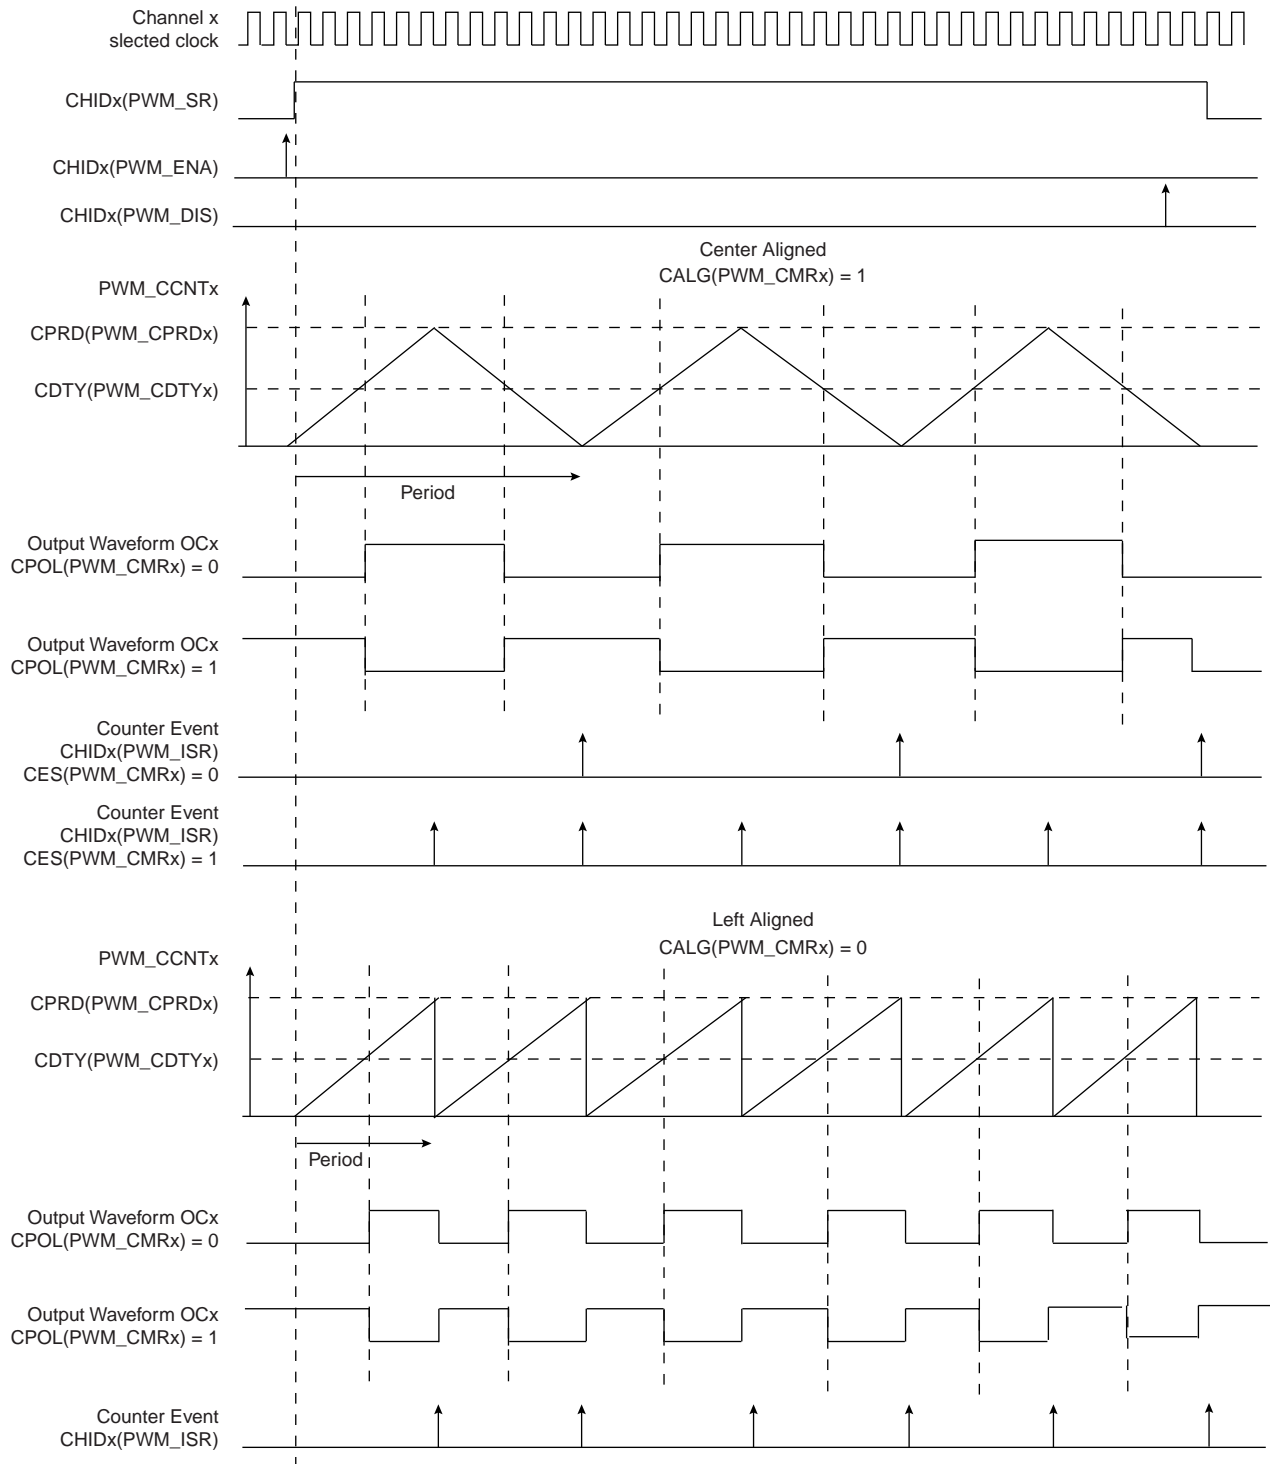 Channel x
slected clock
CHIDx(PWM_SR)
CHIDx(PWM_ENA)
CHIDx(PWM_DIS)
Center Aligned
CALG(PWM_CMRx) = 1
PWM_CCNTx
CPRD(PWM_CPRDx)
CDTY(PWM_CDTYx)
Period
Output Waveform OCx
CPOL(PWM_CMRx) = 0
Output Waveform OCx
CPOL(PWM_CMRx) = 1
Counter Event
CHIDx(PWM_ISR)
CES(PWM_CMRx) = 0
Counter Event
CHIDx(PWM_ISR)
CES(PWM_CMRx) = 1
Left Aligned
CALG(PWM_CMRx) = 0
PWM_CCNTx
CPRD(PWM_CPRDx)
CDTY(PWM_CDTYx)
Period
Output Waveform OCx
CPOL(PWM_CMRx) = 0
Output Waveform OCx
CPOL(PWM_CMRx) = 1
Counter Event
CHIDx(PWM_ISR)